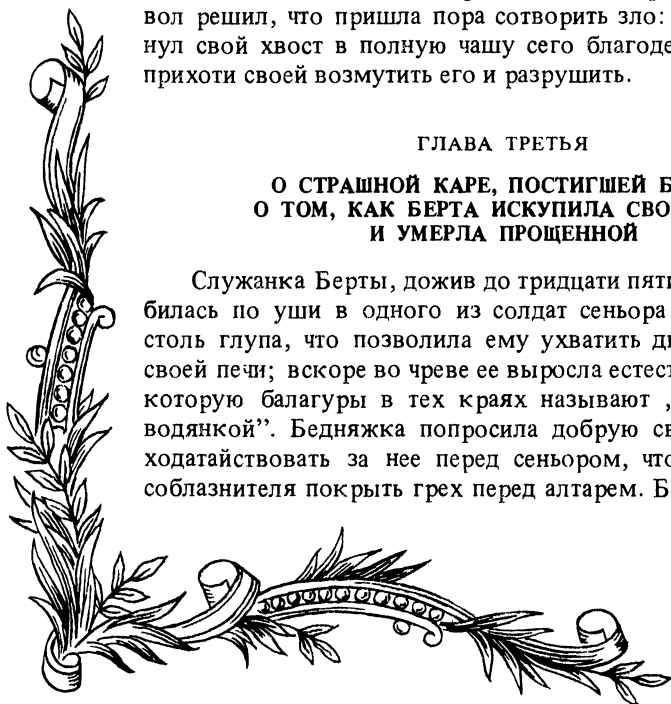 вол решил, что пришла пора сотворить зло:
нул свой хвост в полную чашу сего благоде
прихоти своей возмутить его и разрушить.
ГЛАВА ТРЕТЬЯ
О СТРАШНОЙ КАРЕ, ПОСТИГШЕЙ Б
О ТОМ, КАК БЕРТА ИСКУПИЛА СВО
И УМЕРЛА ПРОЩЕННОЙ
Служанка Берты, дожив до тридцати пяти
билась по уши в одного из солдат сеньора
столь глупа, что позволила ему ухватить д
своей печи; вскоре во чреве ее выросла естест
которую балагуры в тех краях называют „
водянкой”. Бедняжка попросила добрую св
ходатайствовать за нее перед сеньором, что
соблазнителя покрыть грех перед алтарем. Б